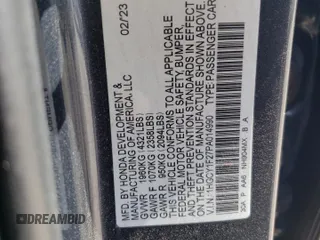 MFD BY HONDA DEVELOPMENT & 02/23
MANUFACTURING OF AMERICA, LLC
GVWR 1960KG (4321LBS)
GAWR F 1070KG (2358LBS)
GAWR R 950KG (2094LBS)
THIS VEHICLE CONFORMS TO ALL APPLICABLE
FEDERAL MOTOR VEHICLE SAFETY, BUMPER,
AND THEFT PREVENTION STANDARDS IN EFFECT
ON THE DATE OF MANUFACTURE SHOWN ABOVE.
V.I.N. TYPE: PASSENGER CAR
AA6 NH904MX B A